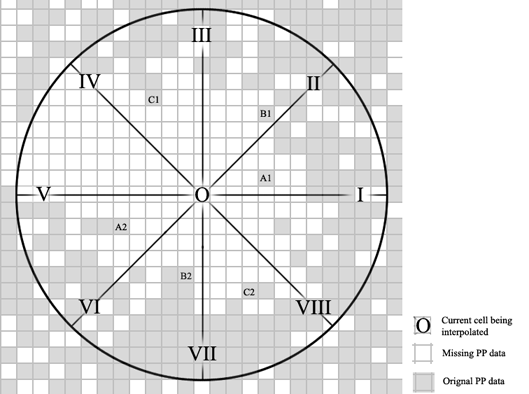 III
IV
II
C1
B1
A1
V
O
I
A2
B2
C2
VI
VIII
VII
O
Current cell being
interpolated
Missing PP data
Orignal PP data